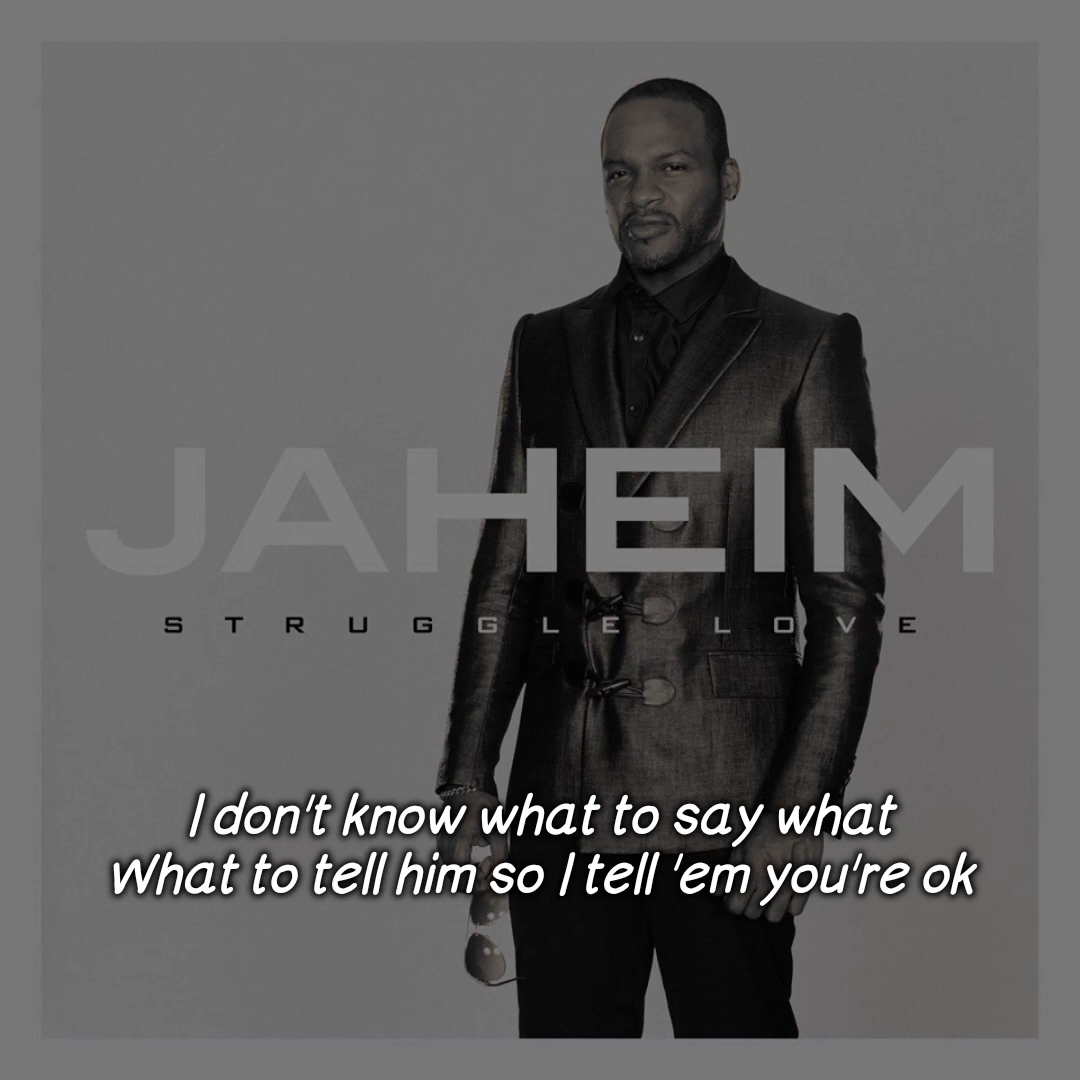 JAHEIM
STRUGGLE LOVE
I don't know what to say what
What to tell him so I tell 'em you're ok